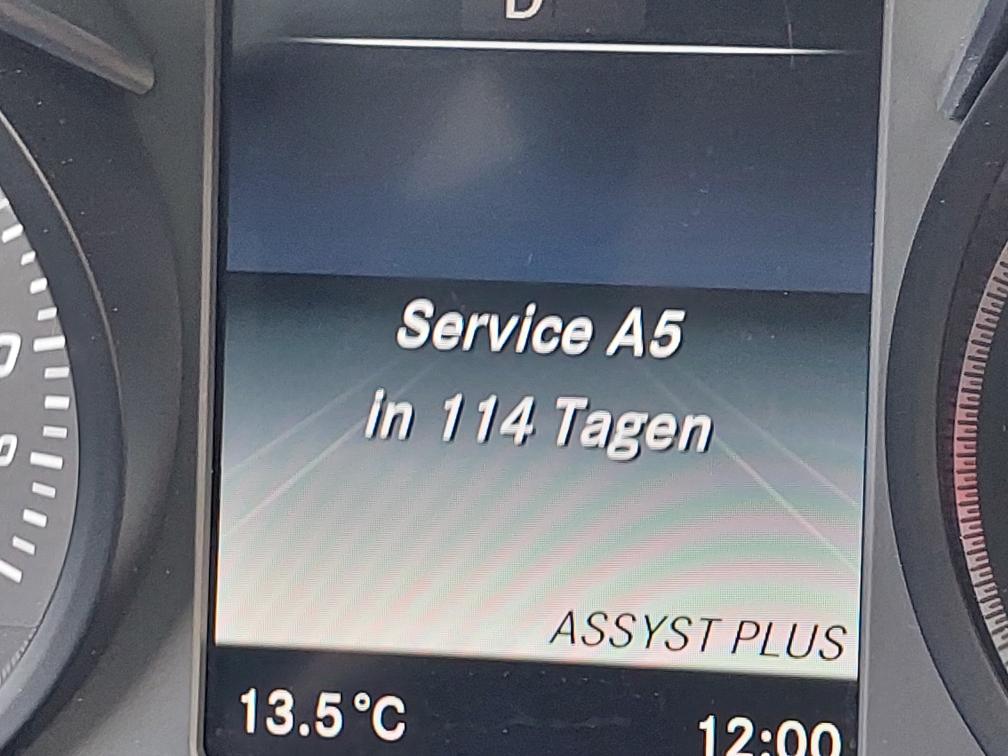 D
Service A5
in 114 Tagen
ASSYST PLUS
13.5°C
12:00